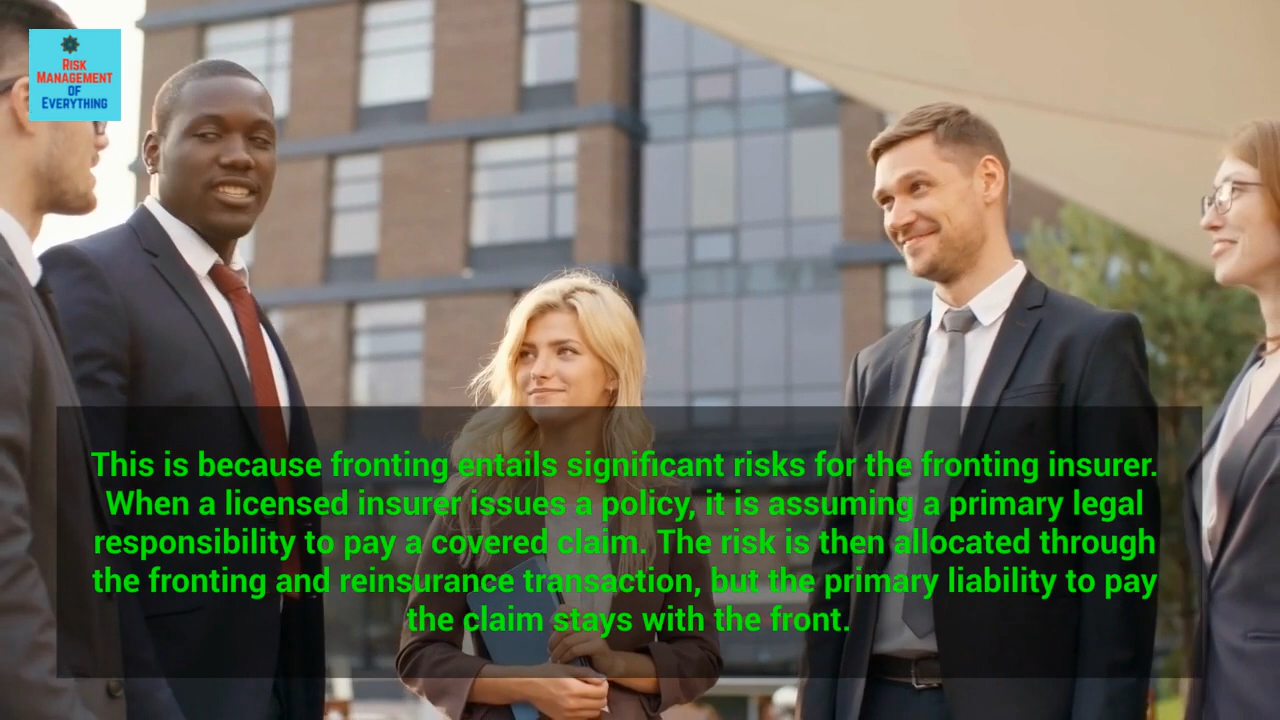 RISK
MANAGEMENT
OF
EVERYTHING
This is because fronting entails significant risks for the fronting insurer.
When a licensed insurer issues a policy, it is assuming a primary legal
responsibility to pay a covered claim. The risk is then allocated through
the fronting and reinsurance transaction, but the primary liability to pay
the claim stays with the front.